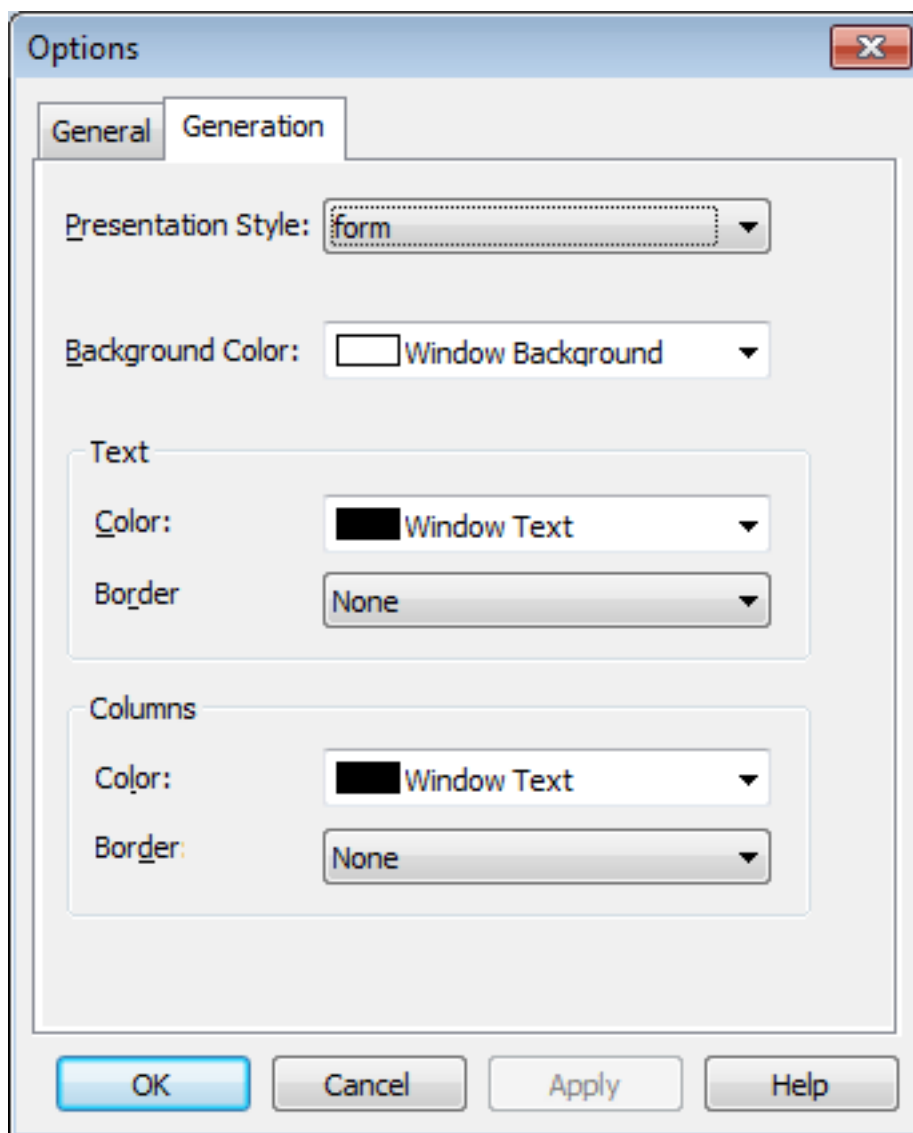 Options
General Generation
Presentation Style: form
Background Color: Window Background
Text
Color: Window Text
Border None
Columns
Color: Window Text
Border: None
OK Cancel Apply Help